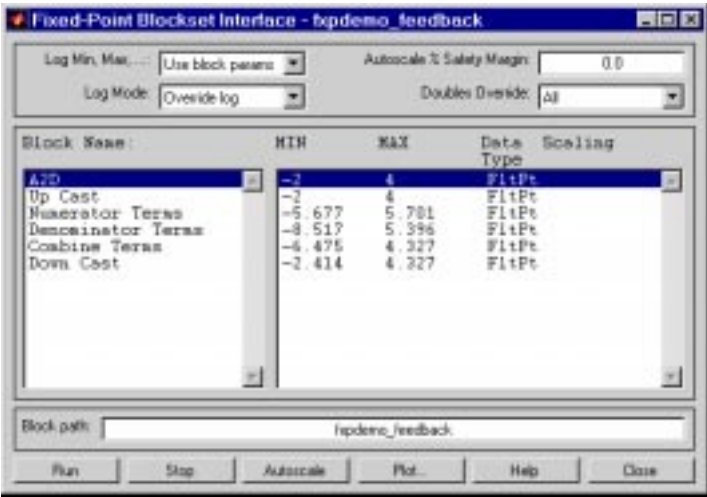 Fixed-Point Blockset Interface - fxpdemo_feedback
Log Min, Max,...: Use block params Autoscale % Safety Margin: 0.0
Log Mode: Override log Doubles Override: All
Block Name: MIN MAX Data Scaling
Type
A2D -2 4 FltPt
Up Cast -2 4 FltPt
Numerator Terms -5.677 5.701 FltPt
Denominator Terms -8.517 5.396 FltPt
Combine Terms -6.475 4.327 FltPt
Down Cast -2.414 4.327 FltPt
Block path: fxpdemo_feedback
Run Stop Autoscale Plot... Help Close